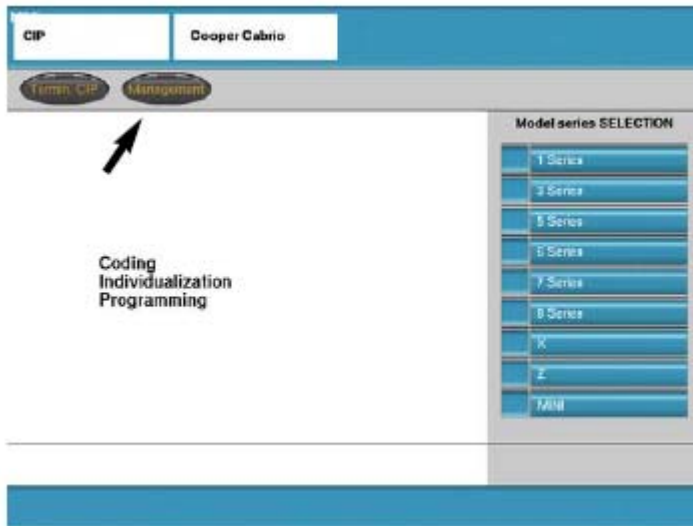 CIP
Cooper Cabrio
Termin. CIP
Management
Model series SELECTION
1 Series
3 Series
5 Series
6 Series
7 Series
8 Series
X
Z
MINI
Coding
Individualization
Programming